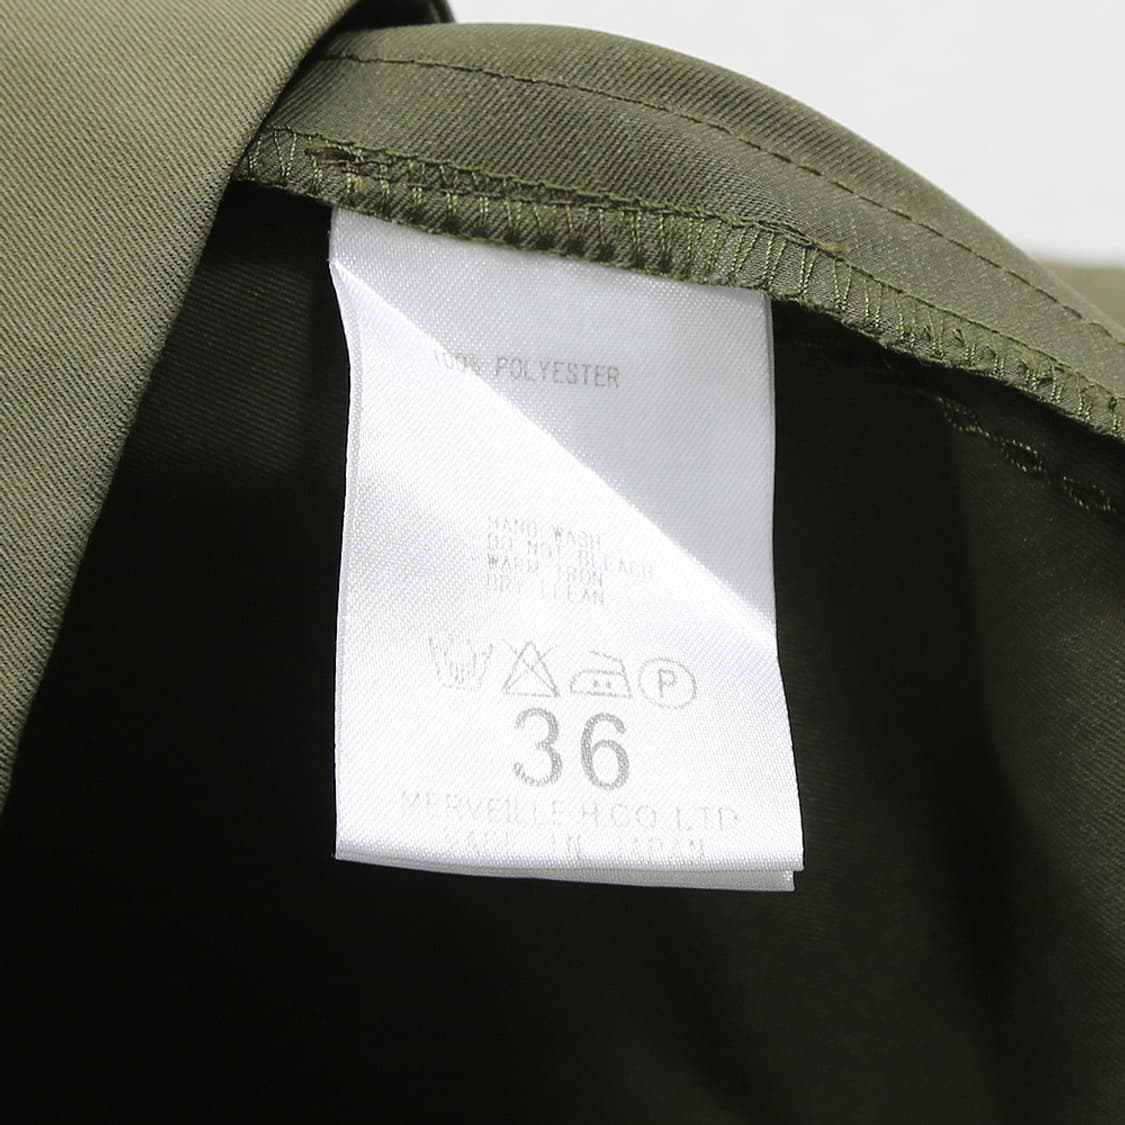 100% POLYESTER
HAND WASH
DO NOT BLEACH
WARM IRON
DRY CLEAN
P
36
MERVEILLE H.CO.,LTD.
MADE IN JAPAN